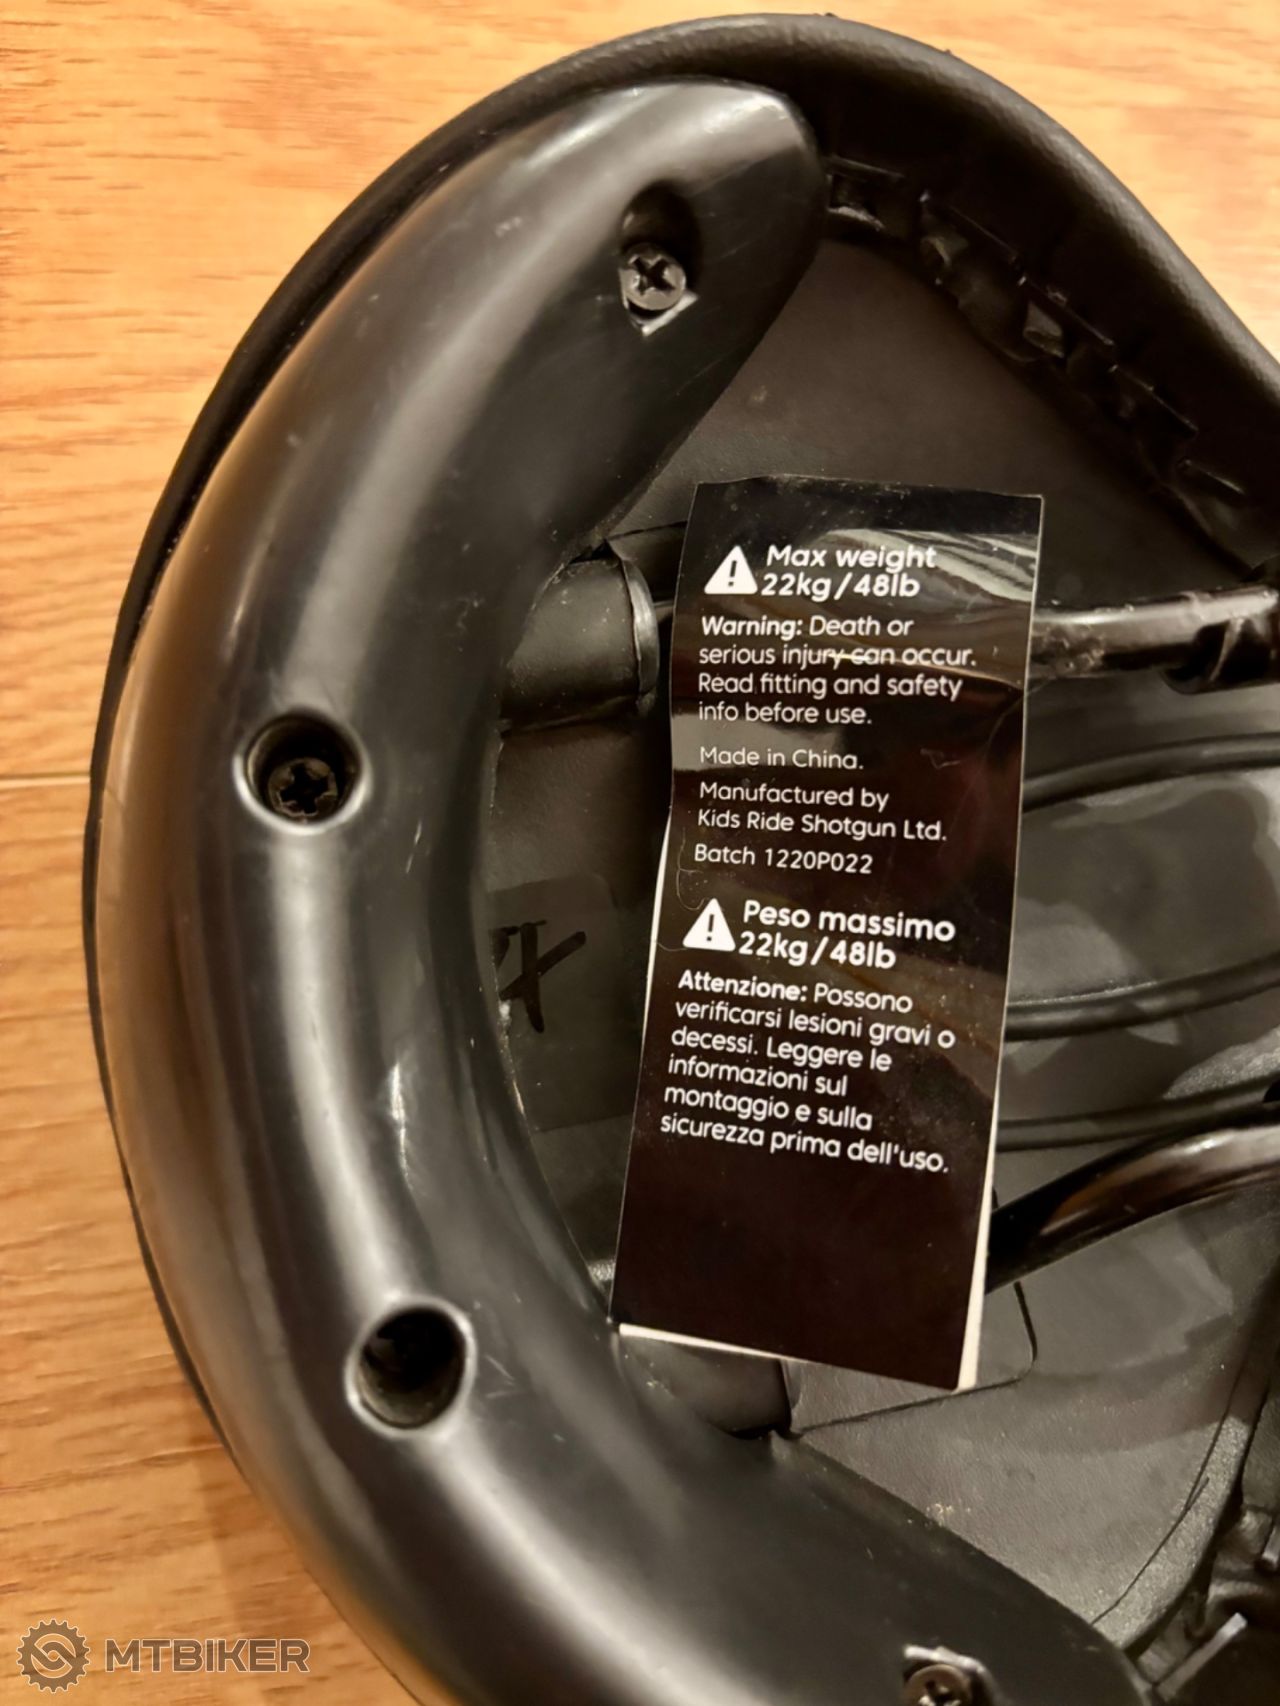 Max weight
22kg/48lb
Warning: Death or
serious injury can occur.
Read fitting and safety
info before use.
Made in China.
Manufactured by
Kids Ride Shotgun Ltd.
Batch 1220P022
Peso massimo
22kg/48lb
Attenzione: Possono
verificarsi lesioni gravi o
decessi. Leggere le
informazioni sul
montaggio e sulla
sicurezza prima dell'uso.
MTBIKER